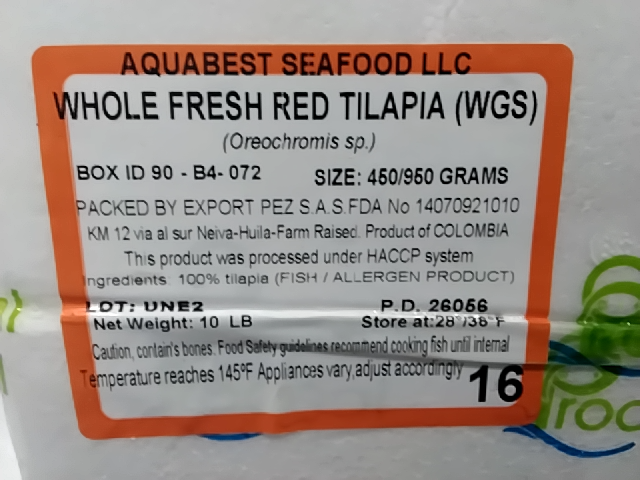 AQUABEST SEAFOOD LLC
WHOLE FRESH RED TILAPIA (WGS)
(Oreochromis sp.)
BOX ID 90 - B4- 072 SIZE: 450/950 GRAMS
PACKED BY EXPORT PEZ S.A.S.FDA No 14070921010
KM 12 via al sur Neiva-Huila-Farm Raised. Product of COLOMBIA
This product was processed under HACCP system
Ingredients: 100% tilapia (FISH / ALLERGEN PRODUCT)
LOT: UNE2 P.D. 26056
Net Weight: 10 LB Store at:28°/38°F
Caution, contain's bones. Food Safety guidelines recommend cooking fish until internal
Temperature reaches 145ºF Appliances vary,adjust accordingly
16